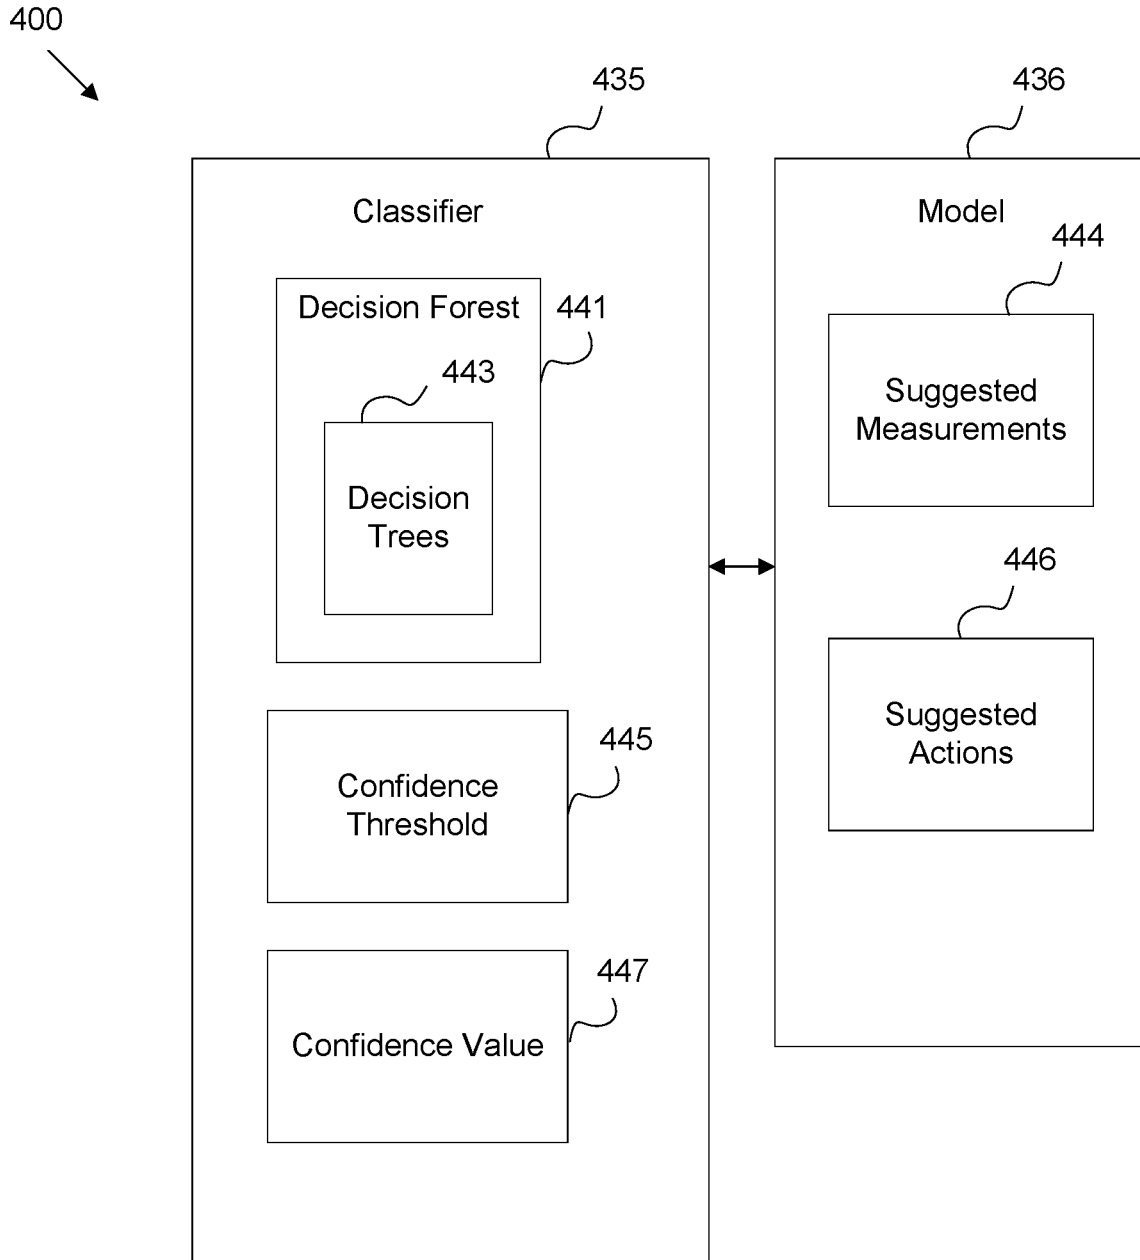 400
435
436
Classifier
Model
444
Decision Forest
441
443
Suggested
Measurements
Decision
Trees
446
Suggested
Actions
445
Confidence
Threshold
447
Confidence Value